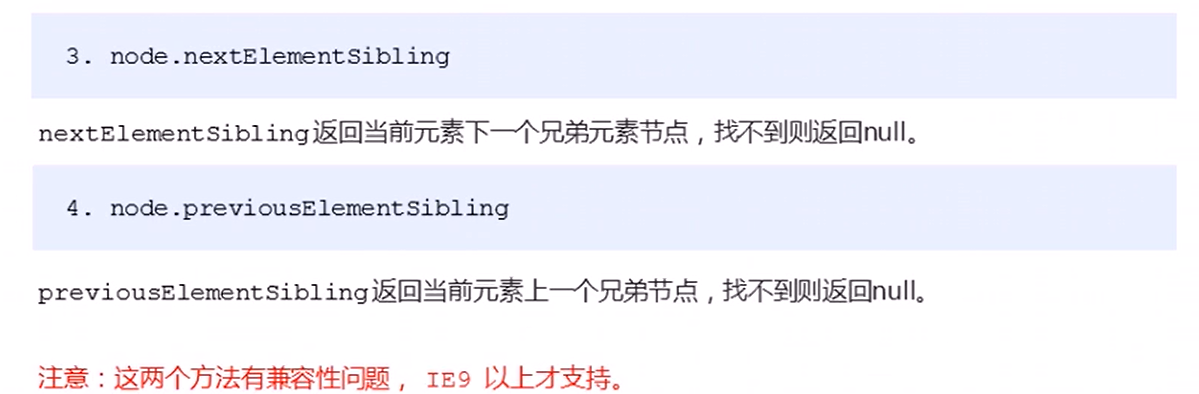 3. node.nextElementSibling
nextElementSibling返回当前元素下一个兄弟元素节点，找不到则返回null。
4. node.previousElementSibling
previousElementSibling返回当前元素上一个兄弟节点，找不到则返回null。
注意：这两个方法有兼容性问题， IE9 以上才支持。